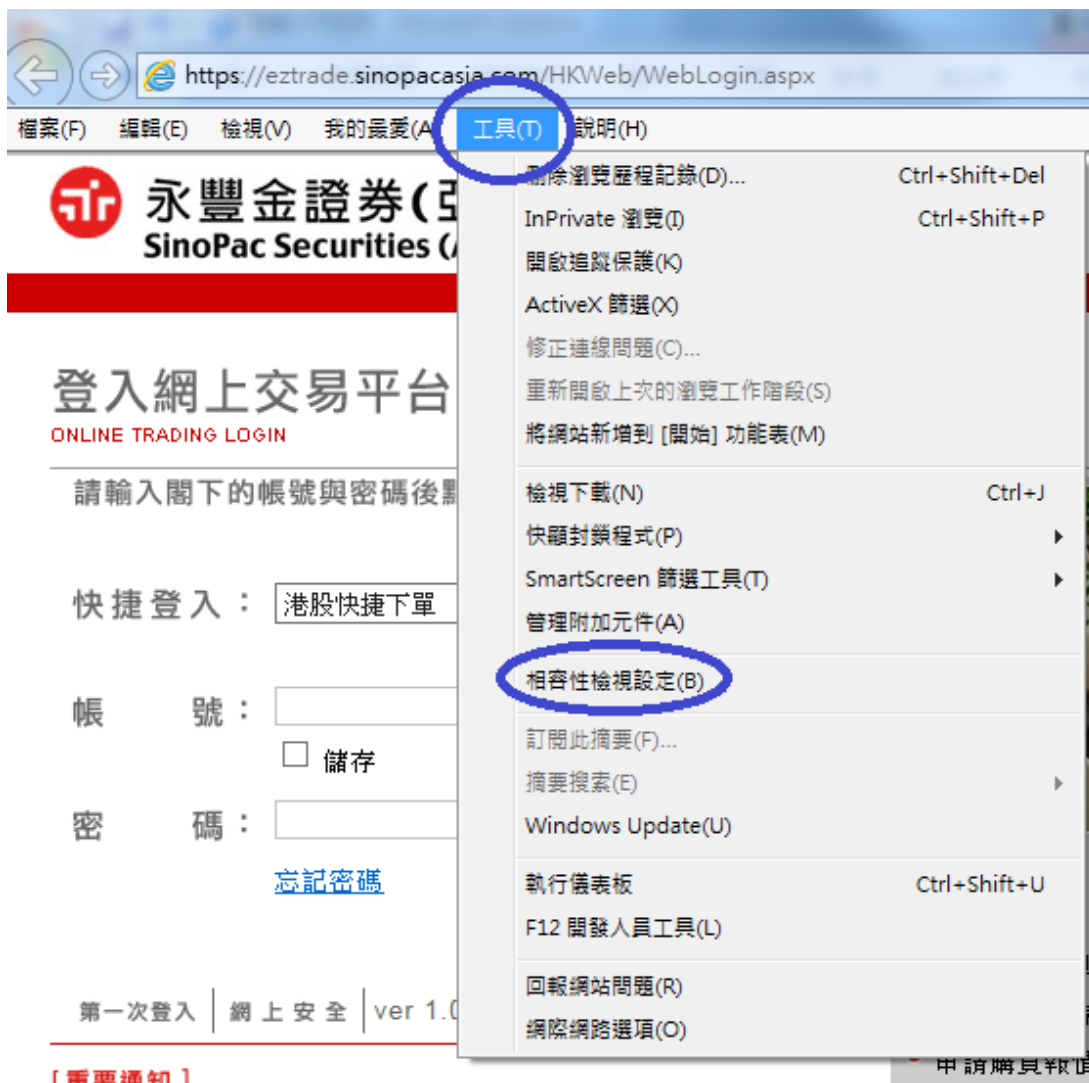 https://eztrade.sinopacasia.com/HKWeb/WebLogin.aspx
檔案(F) 編輯(E) 檢視(V) 我的最愛(A 工具(T) 說明(H)
永豐金證券(亞
SinoPac Securities (A
登入網上交易平台
ONLINE TRADING LOGIN
請輸入閣下的帳號與密碼後
快捷登入： 港股快捷下單
帳 號：
儲存
密 碼：
忘記密碼
第一次登入 網上安全 ver 1.0
[重要通知]
刪除瀏覽歷程記錄(D)... Ctrl+Shift+Del
InPrivate 瀏覽(I) Ctrl+Shift+P
開啟追蹤保護(K)
ActiveX 篩選(X)
修正連線問題(C)...
重新開啟上次的瀏覽工作階段(S)
將網站新增到 [開始] 功能表(M)
檢視下載(N) Ctrl+J
快顯封鎖程式(P)
SmartScreen 篩選工具(T)
管理附加元件(A)
相容性檢視設定(B)
訂閱此摘要(F)...
摘要搜索(E)
Windows Update(U)
執行儀表板 Ctrl+Shift+U
F12 開發人員工具(L)
回報網站問題(R)
網際網路選項(O)
申請購買報價